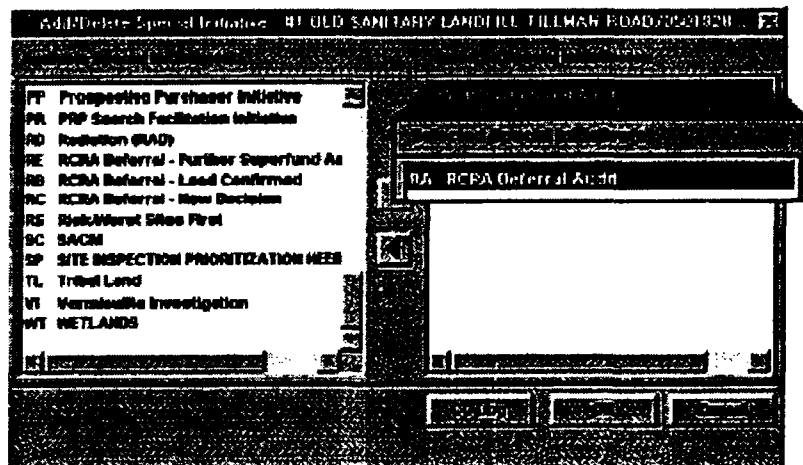 Add/Delete Special Initiative #1 OLD SANITARY LANDFILL TILLMAN ROAD/0501928...
PP Prospective Purchaser Initiative
PR PRP Search Facilitation Initiative
RD Radiation (RAD)
RE RCRA Deferral - Further Superfund As
RB RCRA Deferral - Lead Confirmed
RC RCRA Deferral - New Decision
RS Risk/Worst Sites First
SC SACM
SP SITE INSPECTION PRIORITIZATION NEEE
TL Tribal Land
VI Vermiculite Investigation
WT WETLANDS
RA RCRA Deferral Audit